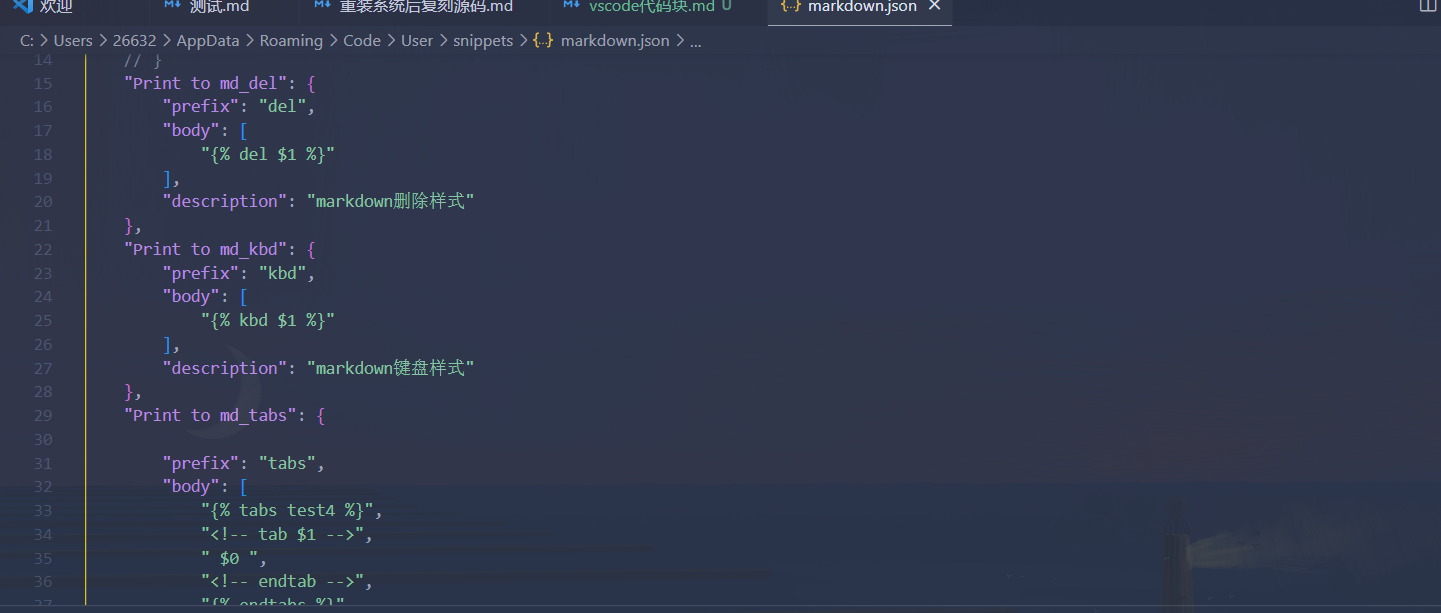 欢迎 测试.md 重装系统后复刻源码.md vscode代码块.md U {..} markdown.json ×
C: > Users > 26632 > AppData > Roaming > Code > User > snippets > {..} markdown.json > ...
14 // }
15 "Print to md_del": {
16 "prefix": "del",
17 "body": [
18 "{% del $1 %}"
19 ],
20 "description": "markdown删除样式"
21 },
22 "Print to md_kbd": {
23 "prefix": "kbd",
24 "body": [
25 "{% kbd $1 %}"
26 ],
27 "description": "markdown键盘样式"
28 },
29 "Print to md_tabs": {
30
31 "prefix": "tabs",
32 "body": [
33 "{% tabs test4 %}",
34 "<!-- tab $1 -->",
35 " $0 ",
36 "<!-- endtab -->",
37 "{% endtabs %}"